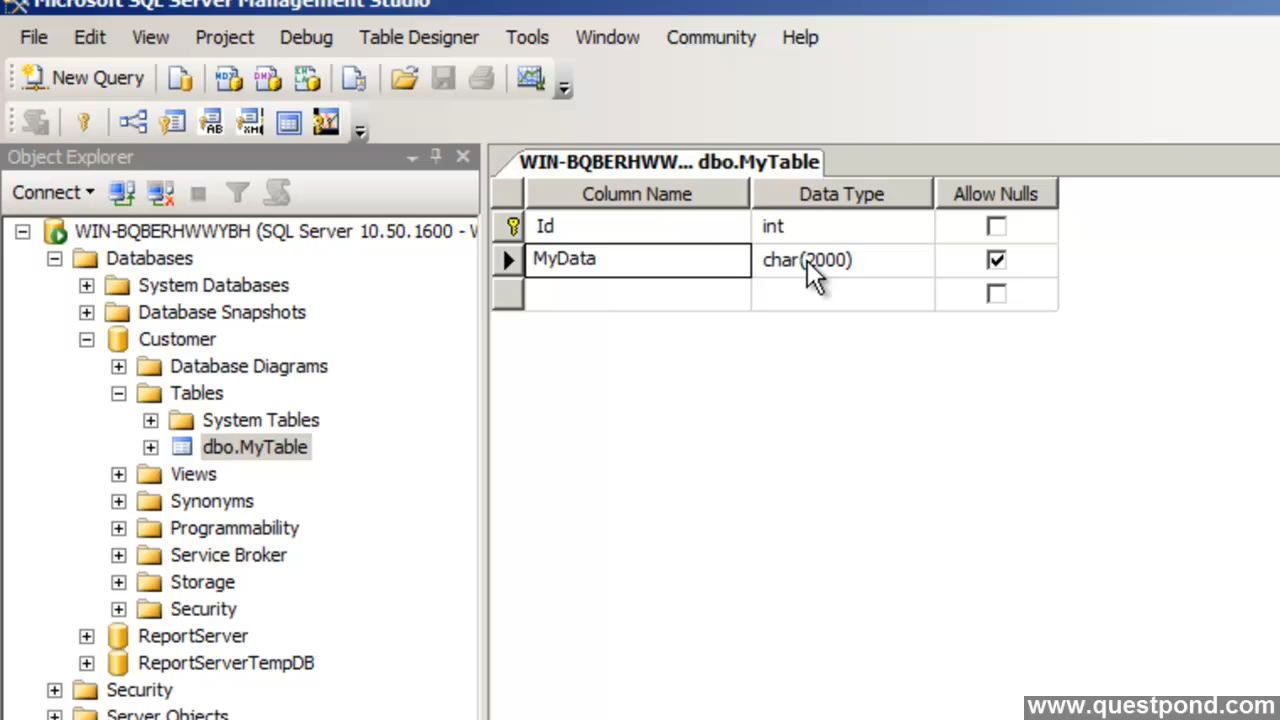 Microsoft SQL Server Management Studio
File Edit View Project Debug Table Designer Tools Window Community Help
New Query
Object Explorer
Connect
WIN-BQBERHWWYBH (SQL Server 10.50.1600 - W
Databases
System Databases
Database Snapshots
Customer
Database Diagrams
Tables
System Tables
dbo.MyTable
Views
Synonyms
Programmability
Service Broker
Storage
Security
ReportServer
ReportServerTempDB
Security
Server Objects
WIN-BQBERHWW... dbo.MyTable
Column Name Data Type Allow Nulls
Id int
MyData char(2000)
www.questpond.com